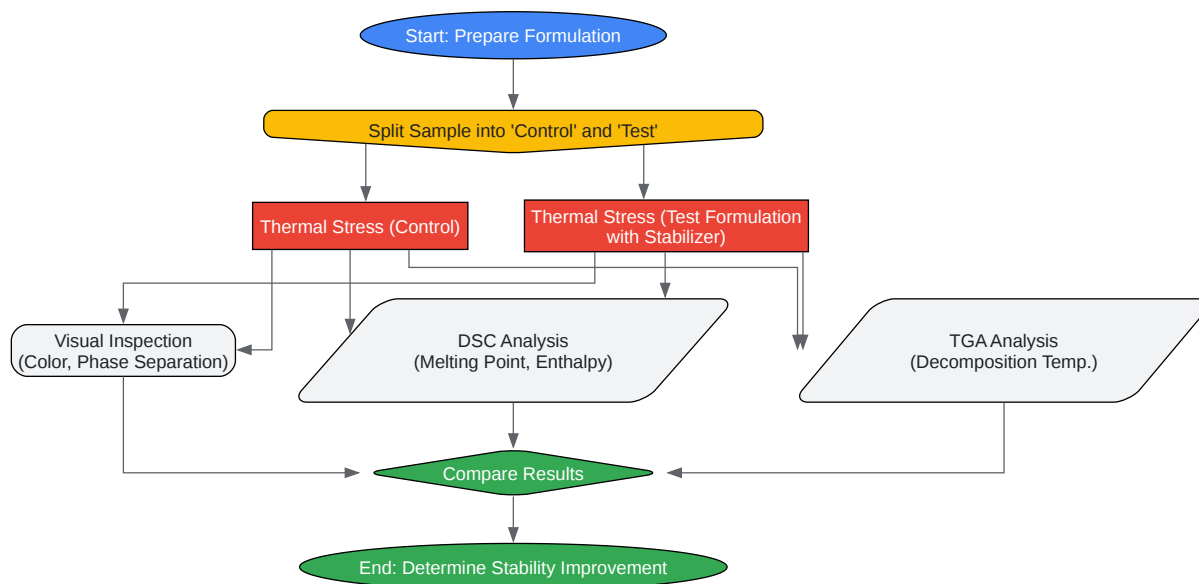 Start: Prepare Formulation
Split Sample into 'Control' and 'Test'
Thermal Stress (Control)
Thermal Stress (Test Formulation
with Stabilizer)
Visual Inspection
(Color, Phase Separation)
DSC Analysis
(Melting Point, Enthalpy)
TGA Analysis
(Decomposition Temp.)
Compare Results
End: Determine Stability Improvement